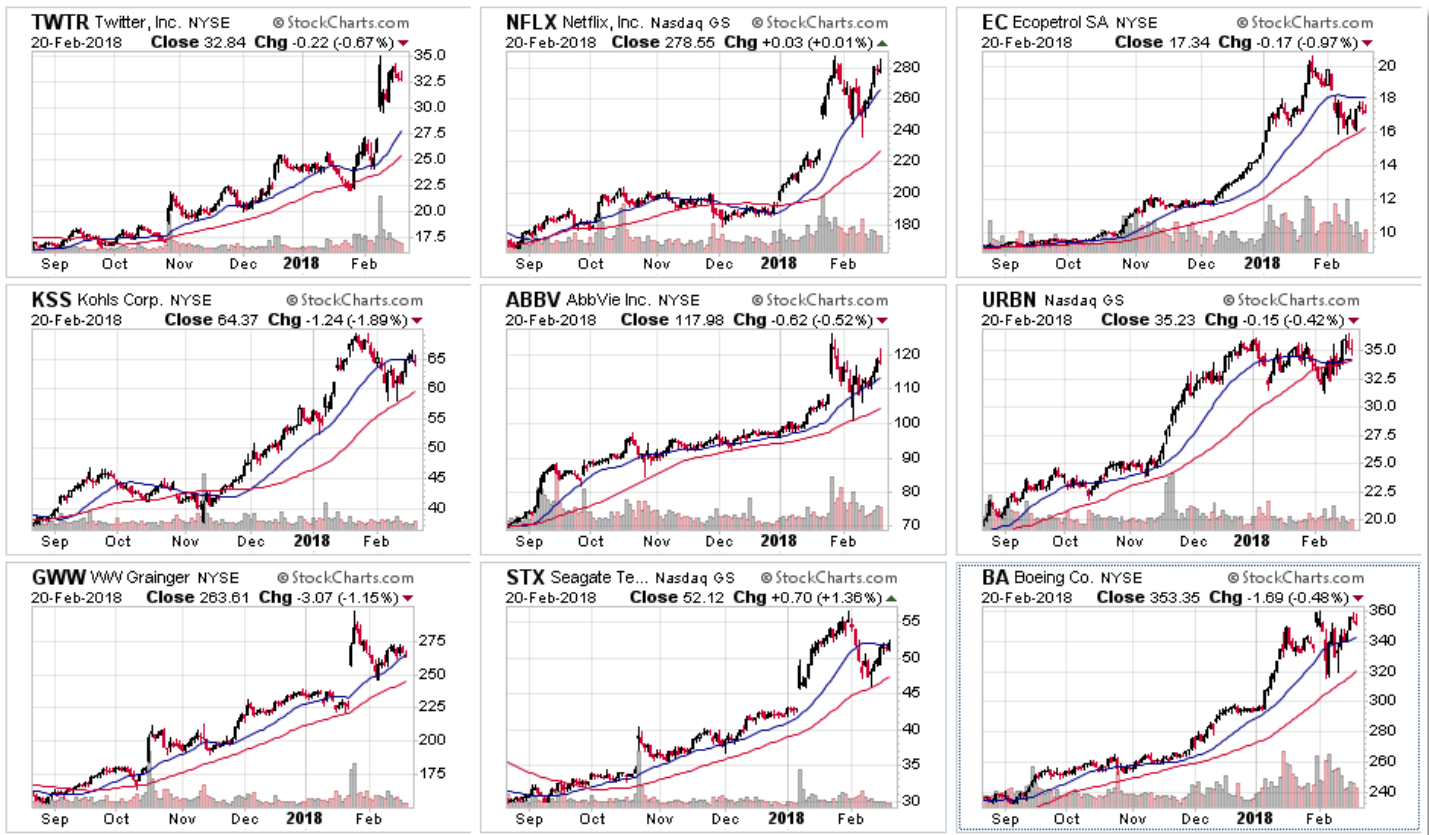 TWTR Twitter, Inc. NYSE © StockCharts.com
20-Feb-2018 Close 32.84 Chg -0.22 (-0.67%)
35.0
32.5
30.0
27.5
25.0
22.5
20.0
17.5
Sep Oct Nov Dec 2018 Feb
NFLX Netflix, Inc. Nasdaq GS © StockCharts.com
20-Feb-2018 Close 278.55 Chg +0.03 (+0.01%)
280
260
240
220
200
180
Sep Oct Nov Dec 2018 Feb
EC Ecopetrol SA NYSE © StockCharts.com
20-Feb-2018 Close 17.34 Chg -0.17 (-0.97%)
20
18
16
14
12
10
Sep Oct Nov Dec 2018 Feb
KSS Kohls Corp. NYSE © StockCharts.com
20-Feb-2018 Close 64.37 Chg -1.24 (-1.89%)
65
60
55
50
45
40
Sep Oct Nov Dec 2018 Feb
ABBV AbbVie Inc. NYSE © StockCharts.com
20-Feb-2018 Close 117.98 Chg -0.62 (-0.52%)
120
110
100
90
80
70
Sep Oct Nov Dec 2018 Feb
URBN Nasdaq GS © StockCharts.com
20-Feb-2018 Close 35.23 Chg -0.15 (-0.42%)
35.0
32.5
30.0
27.5
25.0
22.5
20.0
Sep Oct Nov Dec 2018 Feb
GWW WW Grainger NYSE © StockCharts.com
20-Feb-2018 Close 263.61 Chg -3.07 (-1.15%)
275
250
225
200
175
Sep Oct Nov Dec 2018 Feb
STX Seagate Te... Nasdaq GS © StockCharts.com
20-Feb-2018 Close 52.12 Chg +0.70 (+1.36%)
55
50
45
40
35
30
Sep Oct Nov Dec 2018 Feb
BA Boeing Co. NYSE © StockCharts.com
20-Feb-2018 Close 353.35 Chg -1.69 (-0.48%)
360
340
320
300
280
260
240
Sep Oct Nov Dec 2018 Feb